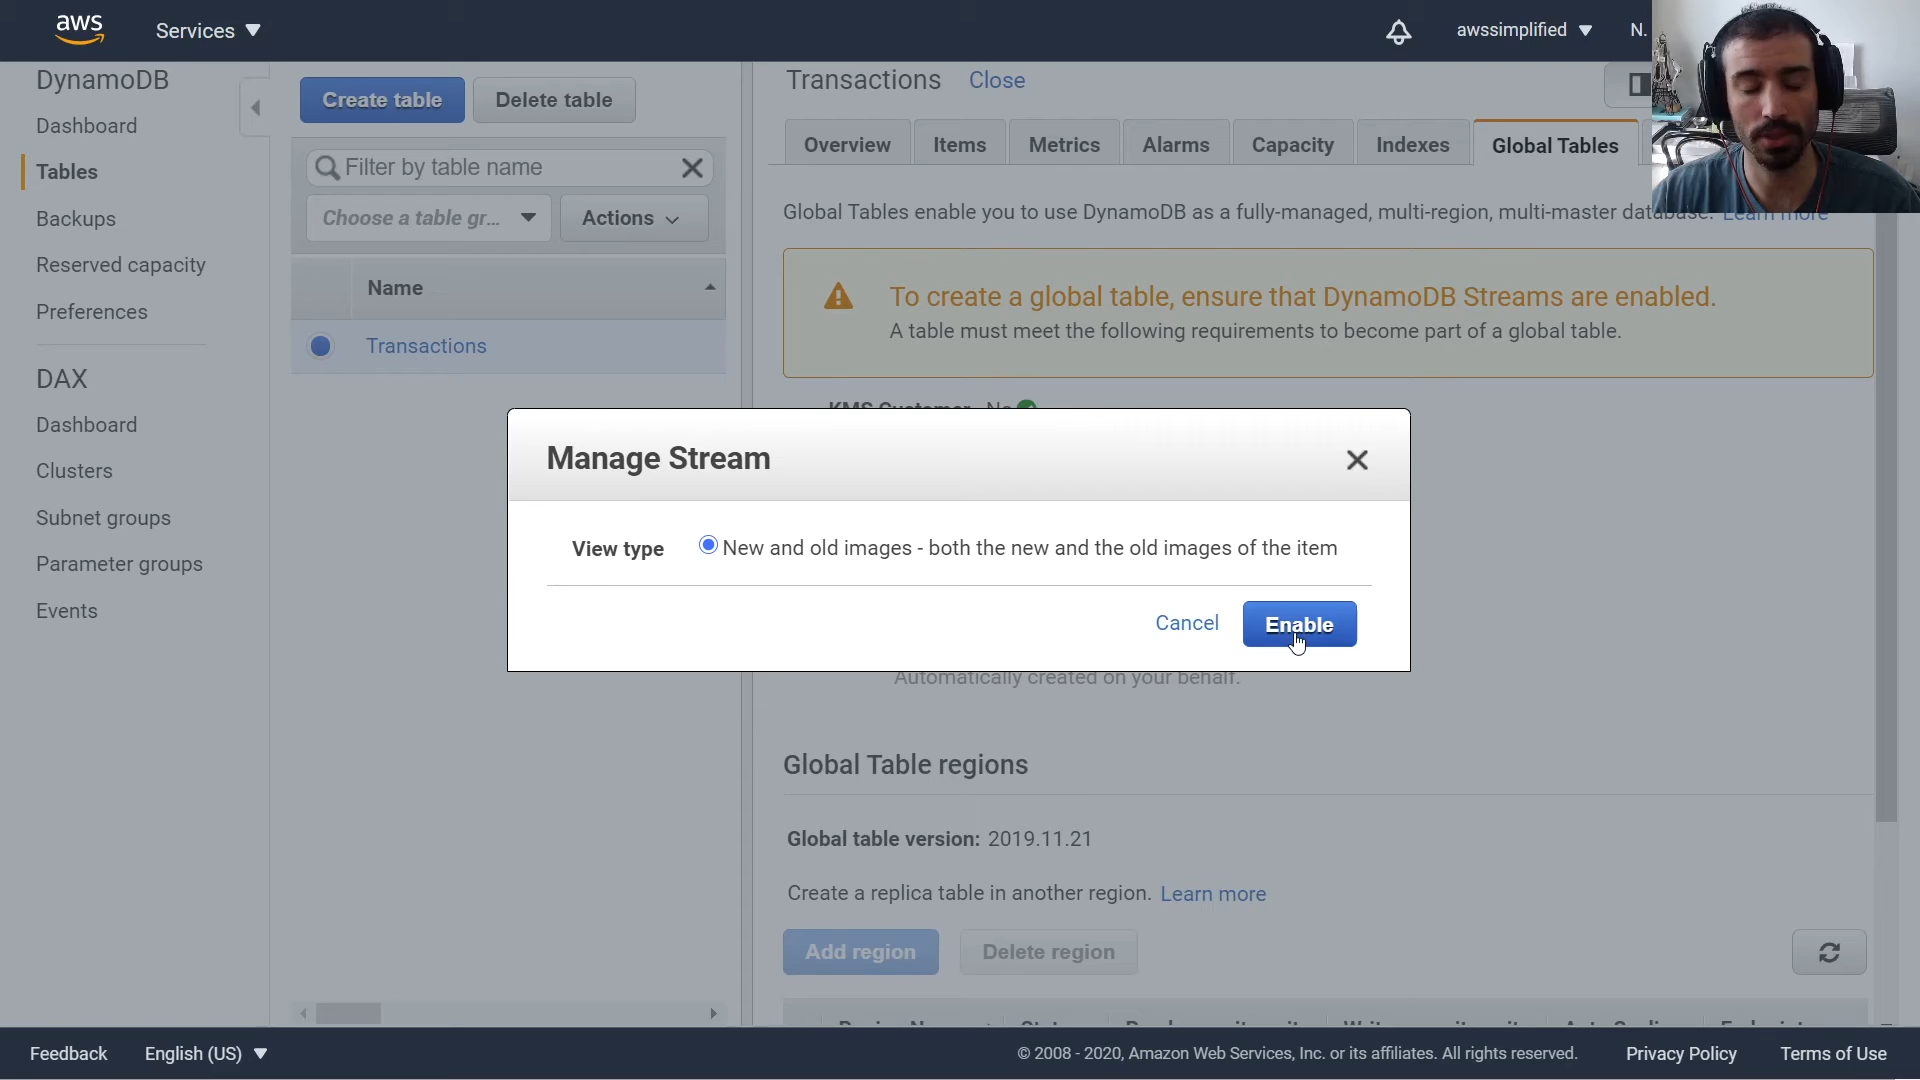 aws
Services
awssimplified
N.
DynamoDB
Dashboard
Tables
Backups
Reserved capacity
Preferences
DAX
Dashboard
Clusters
Subnet groups
Parameter groups
Events
Create table
Delete table
Filter by table name
Choose a table gr...
Actions
Name
Transactions
Transactions Close
Overview
Items
Metrics
Alarms
Capacity
Indexes
Global Tables
Global Tables enable you to use DynamoDB as a fully-managed, multi-region, multi-master database. Learn more
To create a global table, ensure that DynamoDB Streams are enabled.
A table must meet the following requirements to become part of a global table.
KMS Customer No
Manage Stream
View type
New and old images - both the new and the old images of the item
Cancel
Enable
Automatically created on your behalf.
Global Table regions
Global table version: 2019.11.21
Create a replica table in another region. Learn more
Add region
Delete region
Feedback
English (US)
© 2008 - 2020, Amazon Web Services, Inc. or its affiliates. All rights reserved.
Privacy Policy
Terms of Use